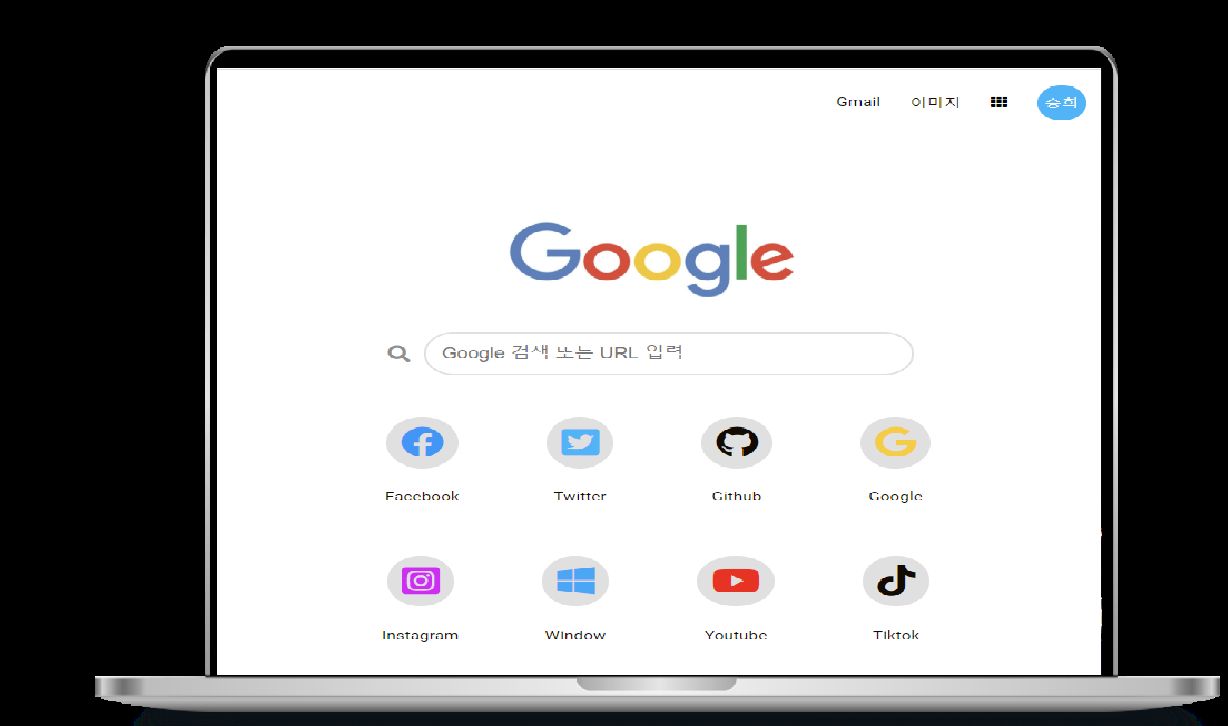 Gmail 이미지 승희
Google
Google 검색 또는 URL 입력
Facebook Twitter Github Google
Instagram Window Youtube Tiktok